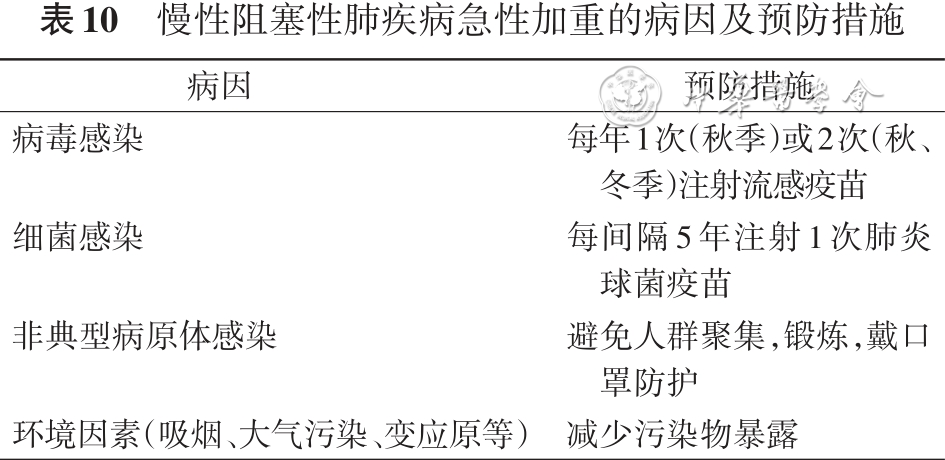 表10 慢性阻塞性肺疾病急性加重的病因及预防措施
病因 预防措施
中华医学会
病毒感染 每年1次(秋季)或2次(秋、
冬季)注射流感疫苗
细菌感染 每间隔5年注射1次肺炎
球菌疫苗
非典型病原体感染 避免人群聚集,锻炼,戴口
罩防护
环境因素(吸烟、大气污染、变应原等) 减少污染物暴露